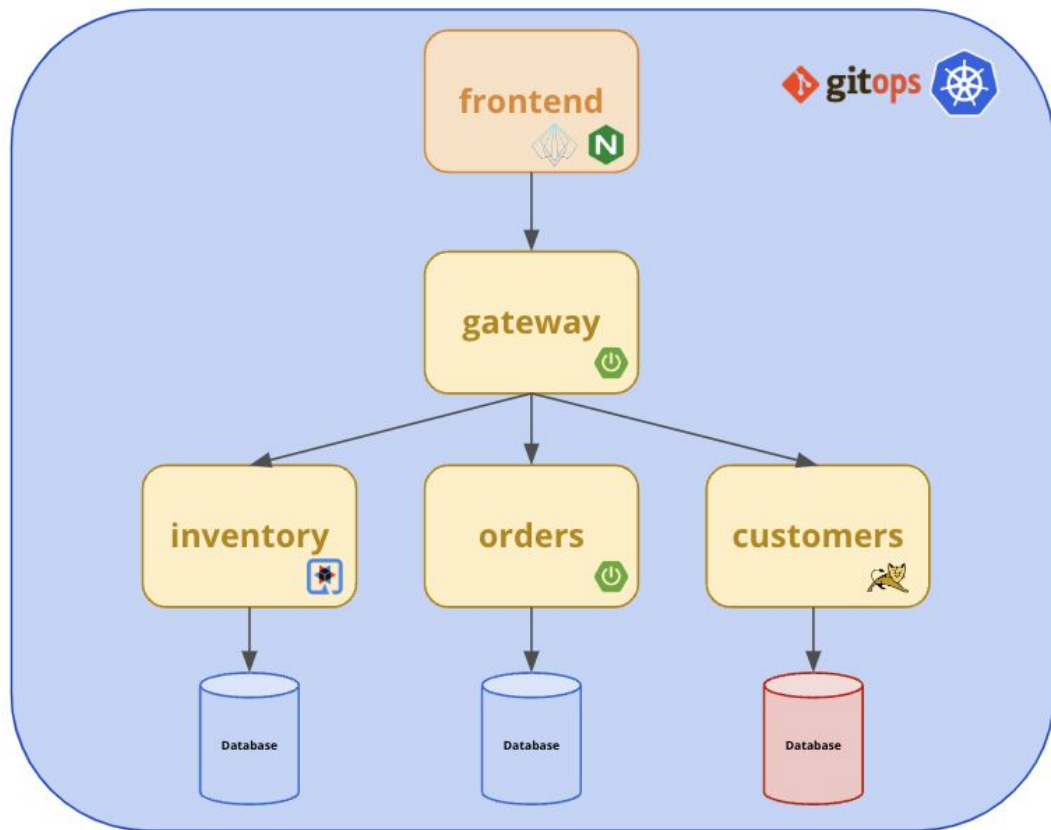 frontend
gitops
N
gateway
inventory
orders
customers
Database
Database
Database